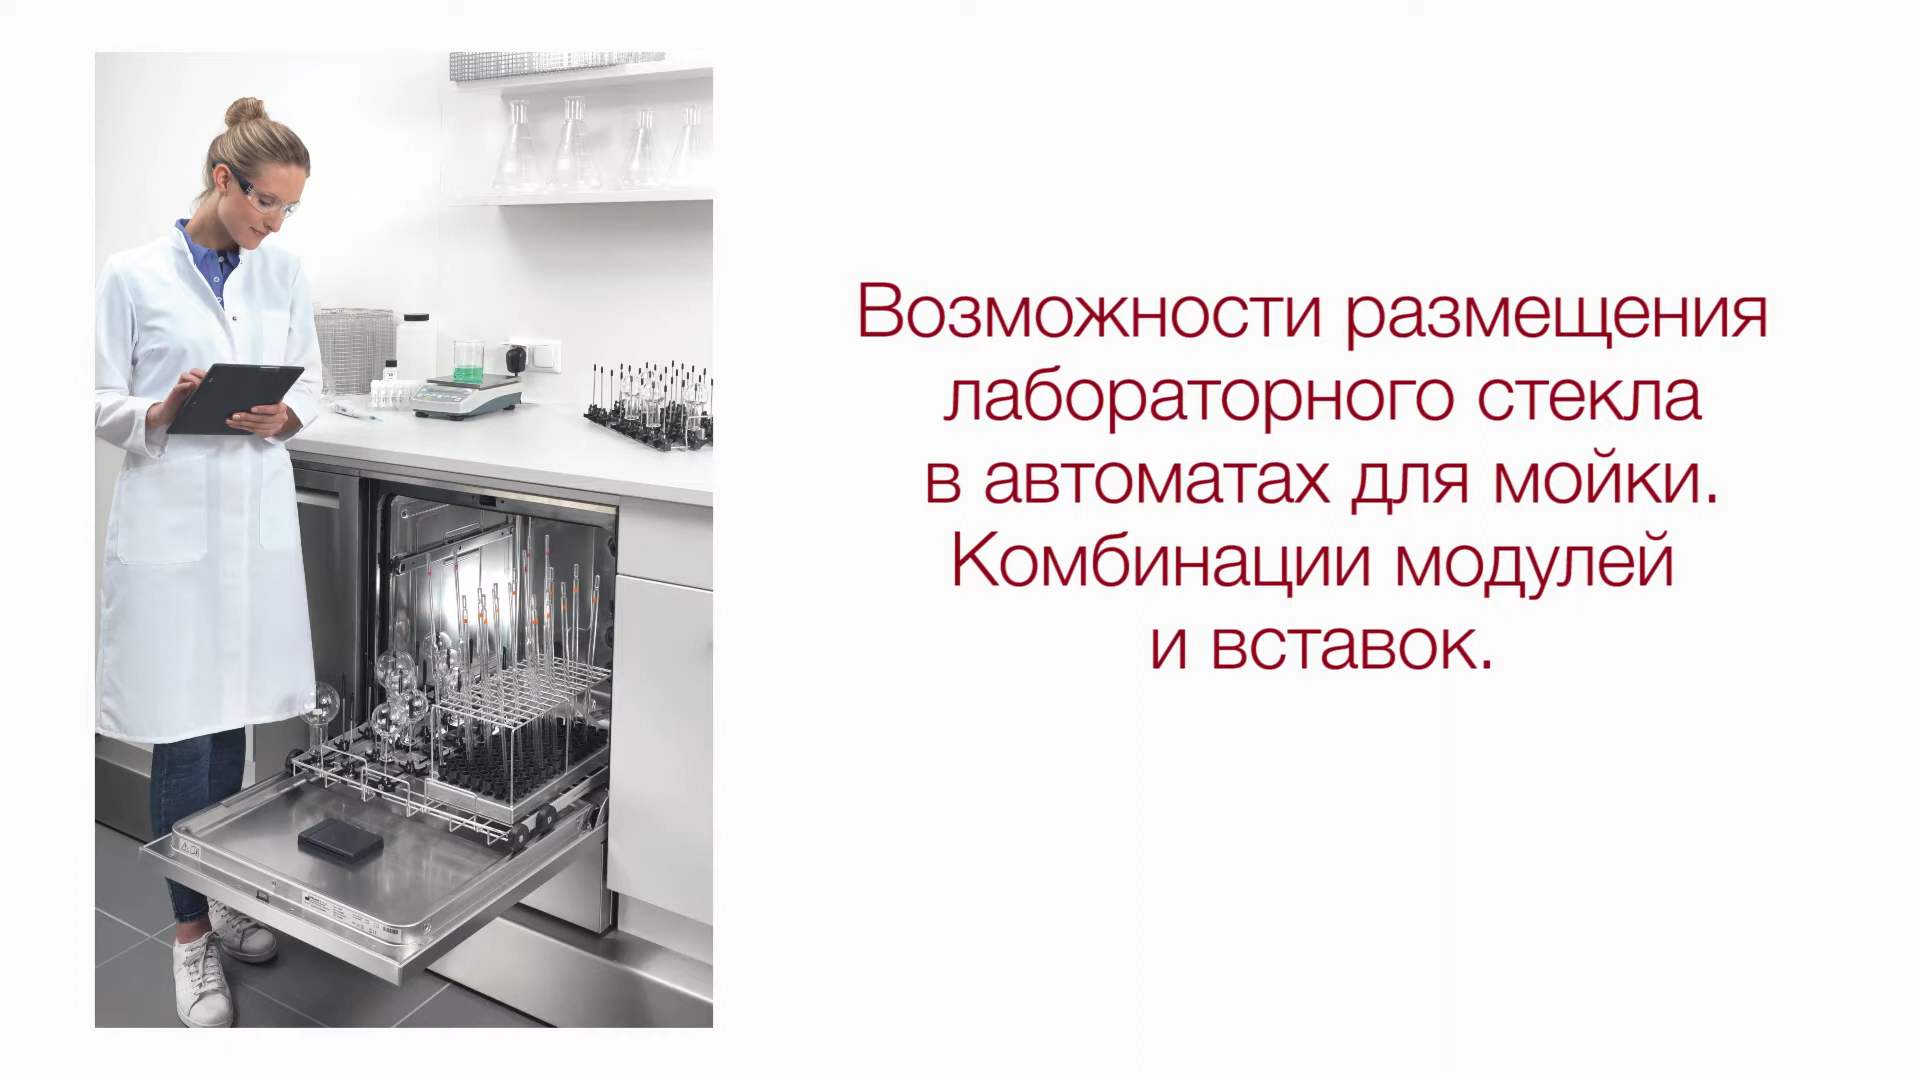 Возможности размещения
лабораторного стекла
в автоматах для мойки.
Комбинации модулей
и вставок.